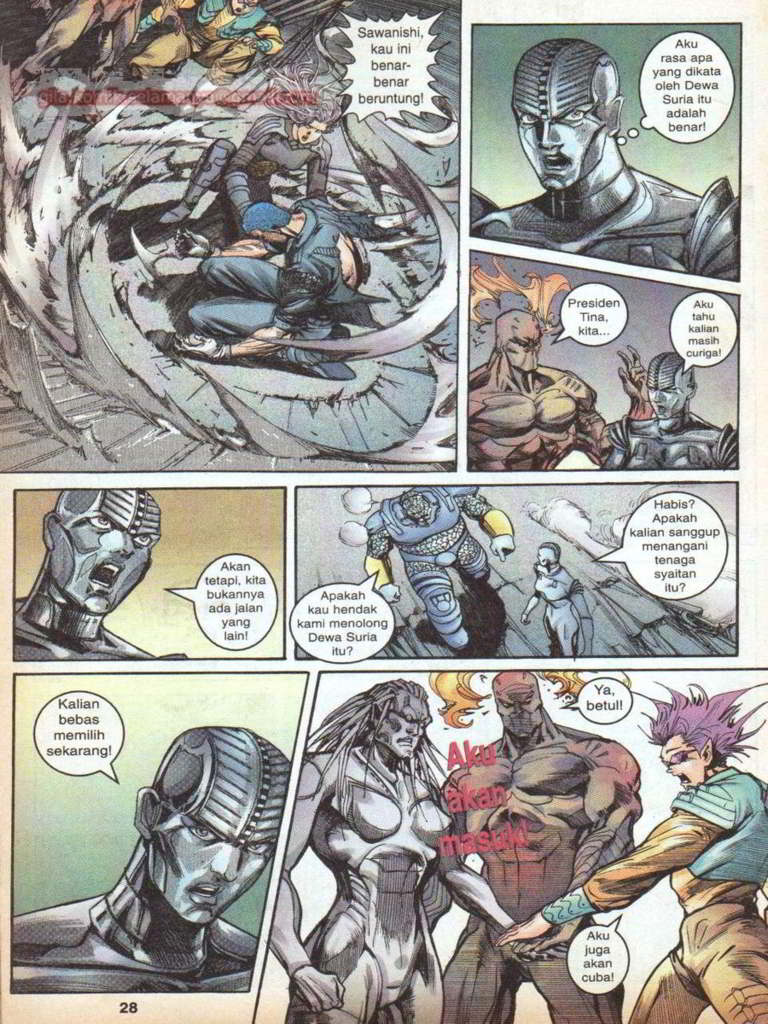 Sawanishi,
kau ini
benar-
benar
beruntung!
Aku
rasa apa
yang dikata
oleh Dewa
Suria itu
adalah
benar!
Presiden
Tina,
kita...
Aku
tahu
kalian
masih
curiga!
Akan
tetapi, kita
bukannya
ada jalan
yang
lain!
Apakah
kau hendak
kami menolong
Dewa Suria
itu?
Habis?
Apakah
kalian sanggup
menangani
tenaga
syaitan
itu?
Kalian
bebas
memilih
sekarang!
Ya,
betul!
Aku
akan
masuk!
Aku
juga
akan
cuba!
28